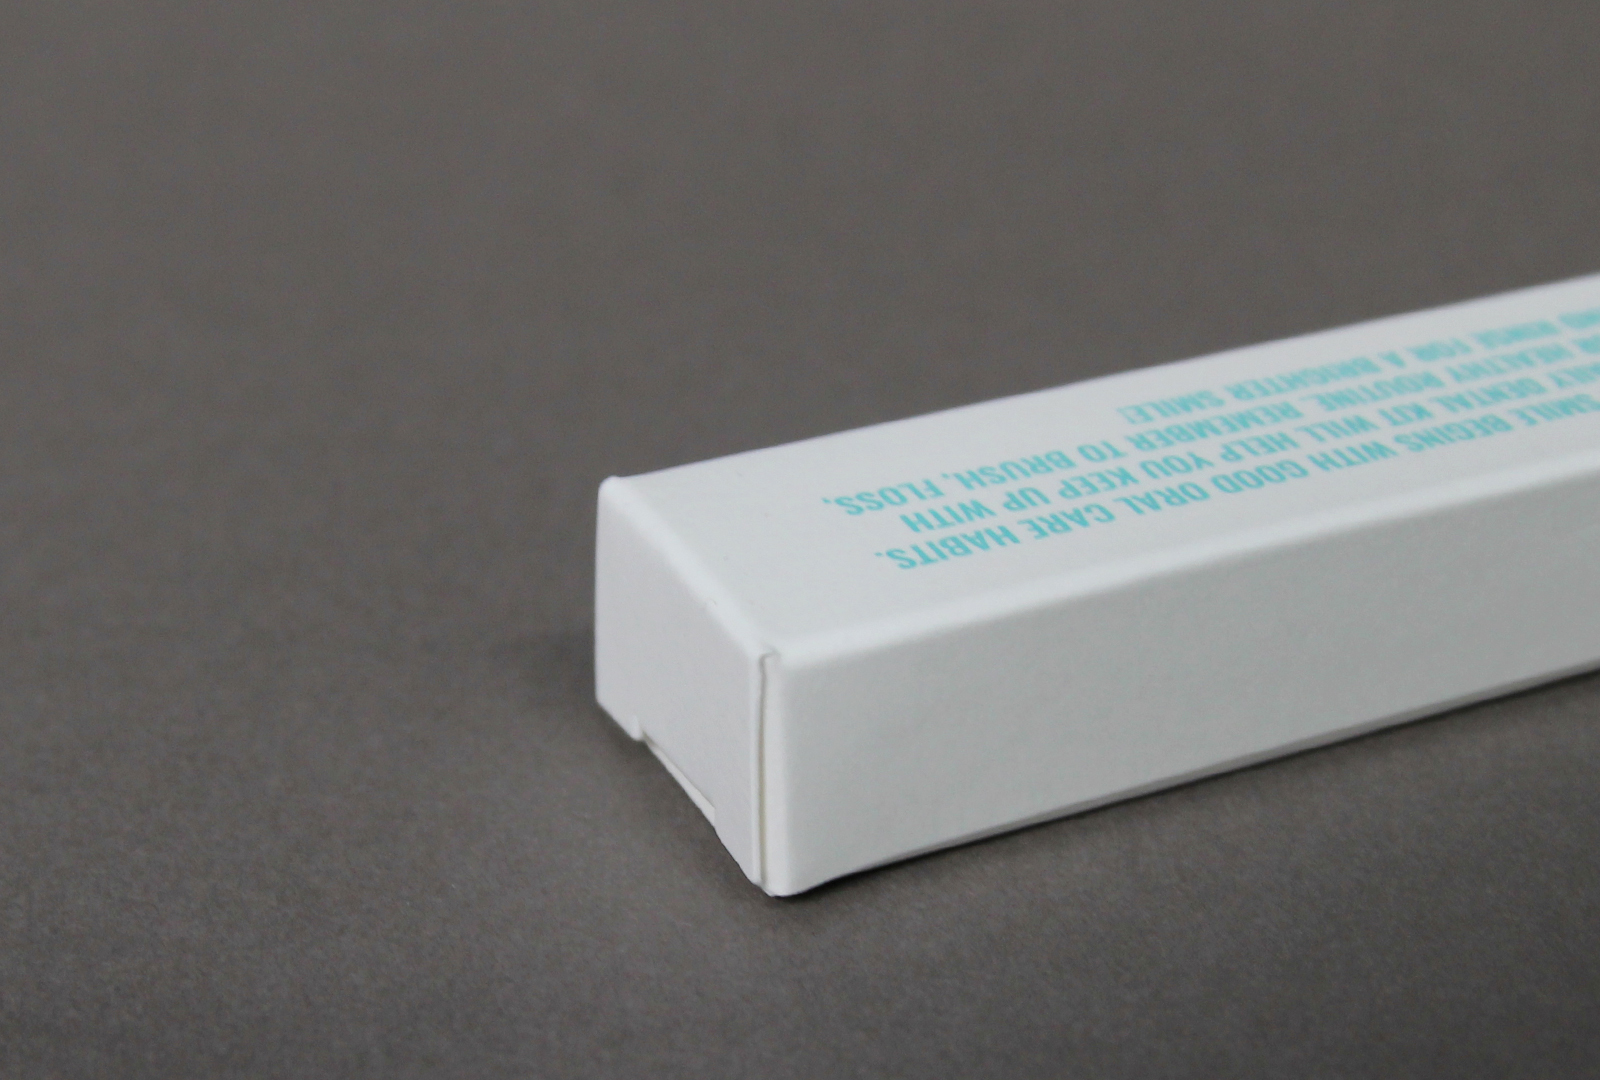 SMILE BEGINS WITH GOOD ORAL CARE HABITS.
DENTAL KIT WILL HELP YOU KEEP UP WITH
HEALTHY ROUTINE. REMEMBER TO BRUSH, FLOSS,
RINSE FOR A BRIGHTER SMILE!